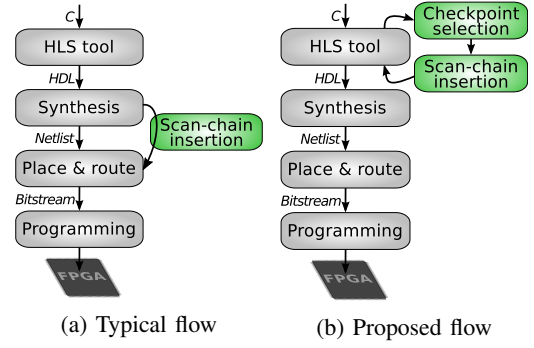 C
HLS tool
HDL
Synthesis
Scan-chain
insertion
Netlist
Place & route
Bitstream
Programming
FPGA
(a) Typical flow
C
Checkpoint
selection
HLS tool
Scan-chain
insertion
HDL
Synthesis
Netlist
Place & route
Bitstream
Programming
FPGA
(b) Proposed flow